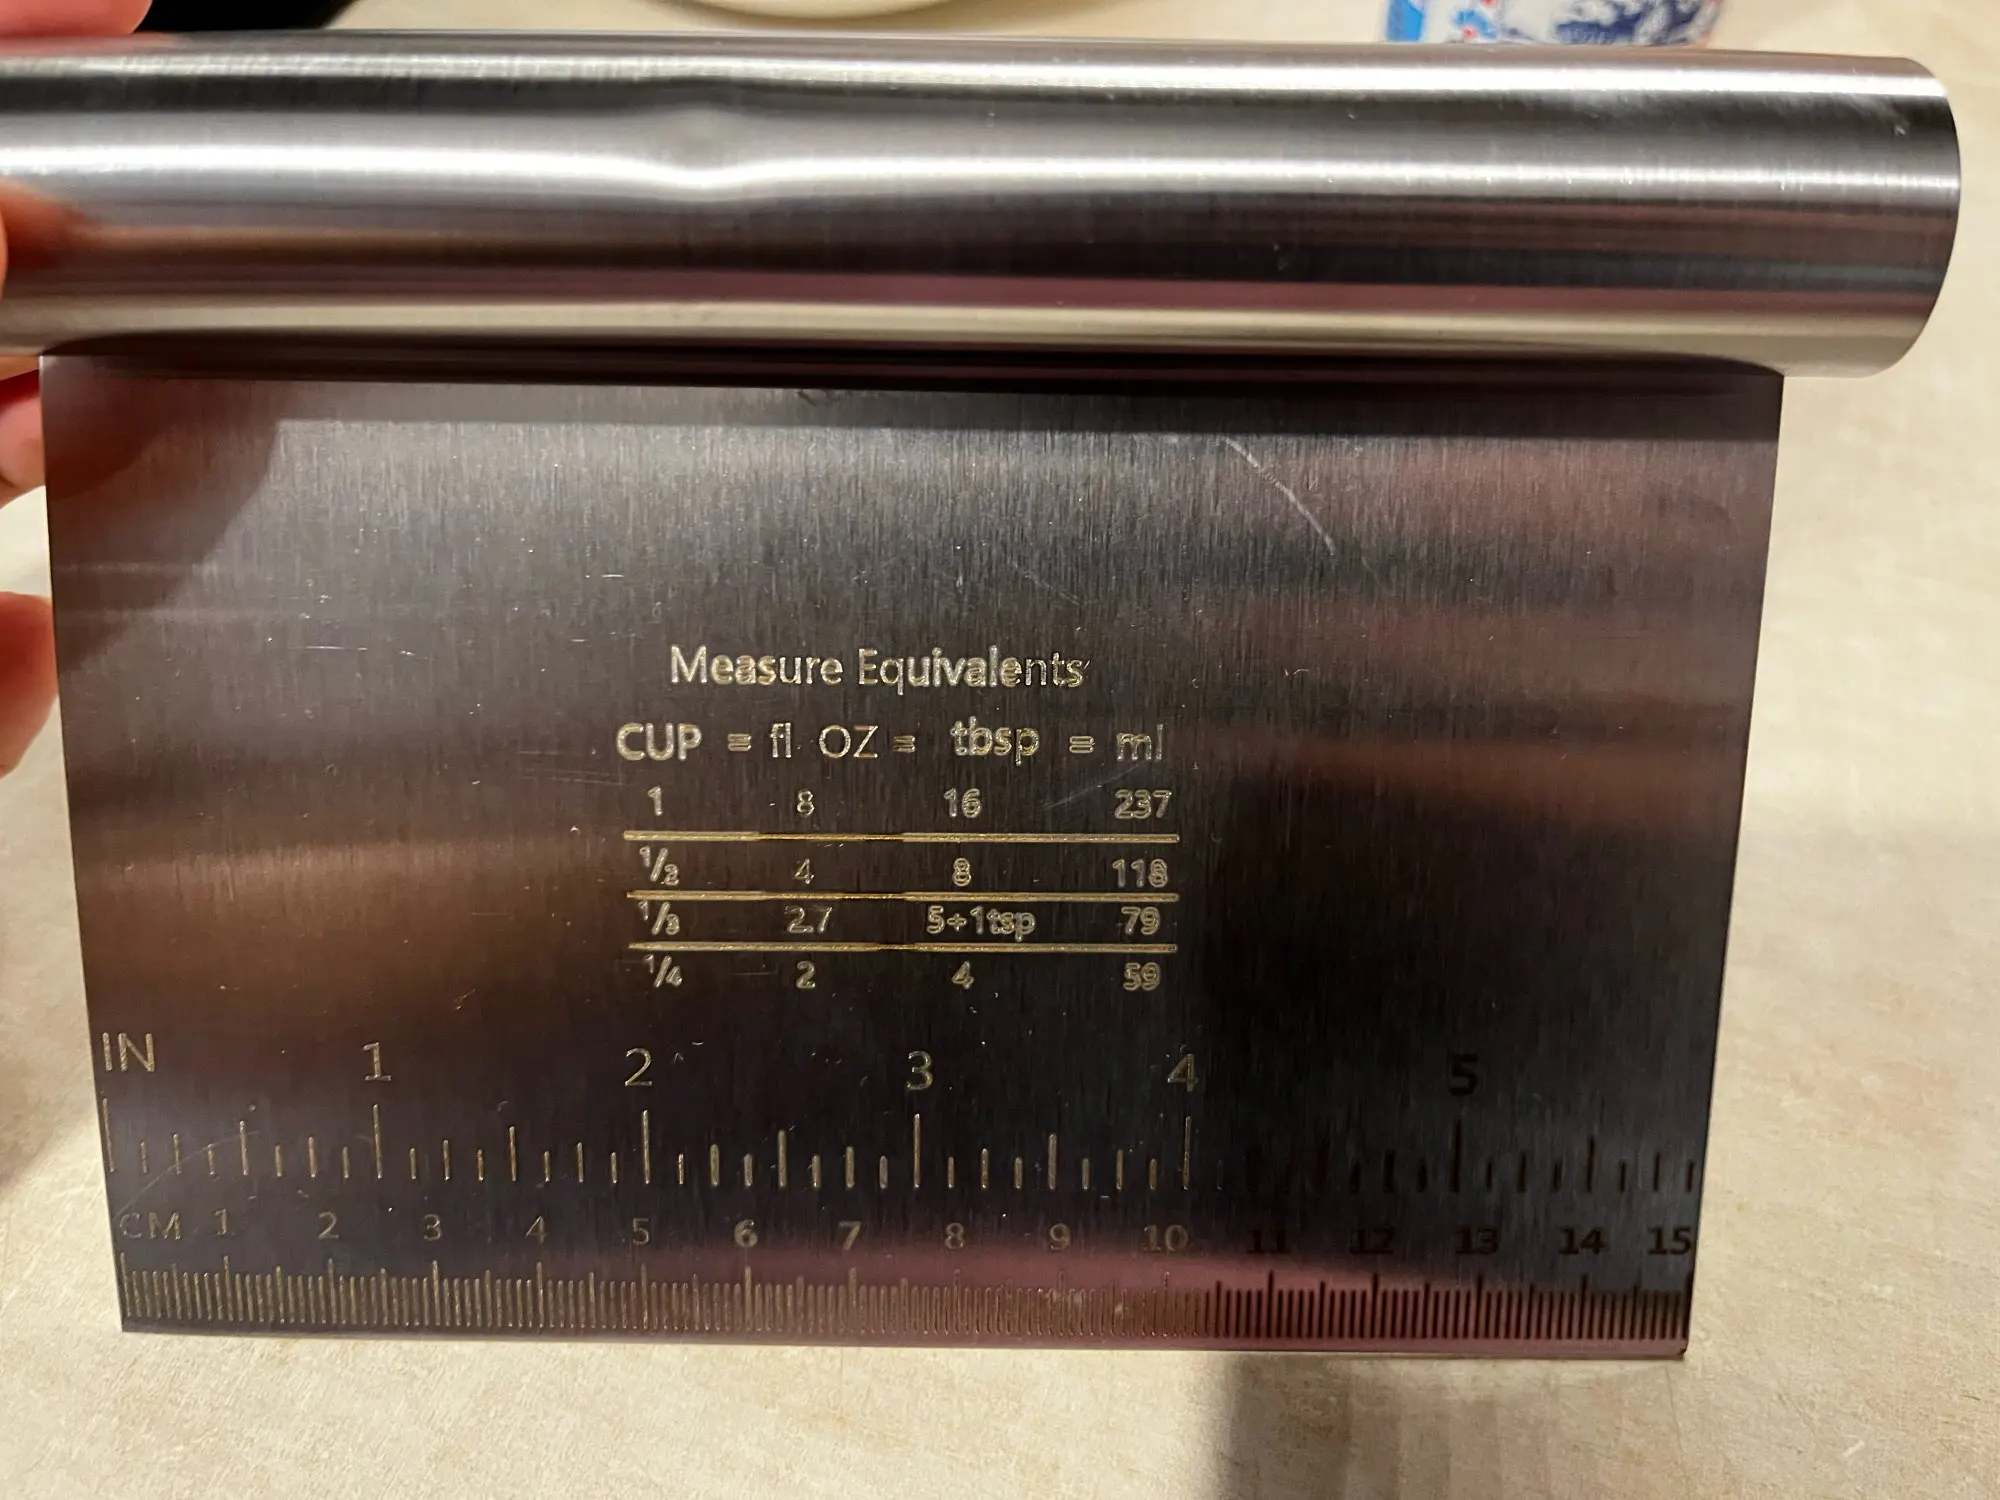 Measure Equivalents
CUP = fl OZ = tbsp = ml
1 8 16 237
1/2 4 8 118
1/3 2.7 5+1tsp 79
1/4 2 4 59
IN 1 2 3 4 5
CM 1 2 3 4 5 6 7 8 9 10 11 12 13 14 15